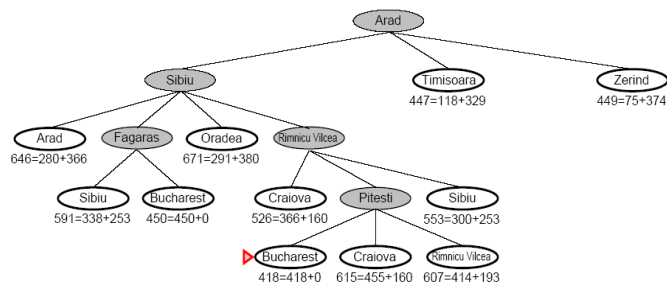 Arad
Sibiu
Timisoara
Zerind
447=118+329
449=75+374
Arad
Fagaras
Oradea
Rimnicu Vilcea
646=280+366
671=291+380
Sibiu
Bucharest
Craiova
Pitesti
Sibiu
591=338+253
450=450+0
526=366+160
553=300+253
Bucharest
Craiova
Rimnicu Vilcea
418=418+0
615=455+160
607=414+193